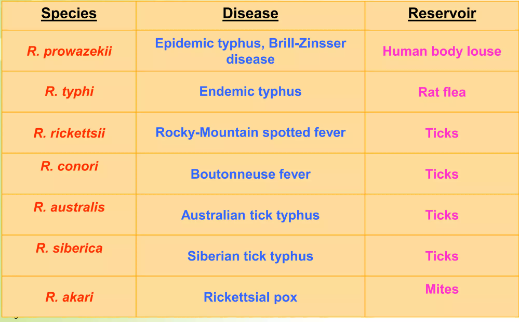 Species Disease Reservoir
R. prowazekii Epidemic typhus, Brill-Zinsser disease Human body louse
R. typhi Endemic typhus Rat flea
R. rickettsii Rocky-Mountain spotted fever Ticks
R. conori Boutonneuse fever Ticks
R. australis Australian tick typhus Ticks
R. siberica Siberian tick typhus Ticks
R. akari Rickettsial pox Mites